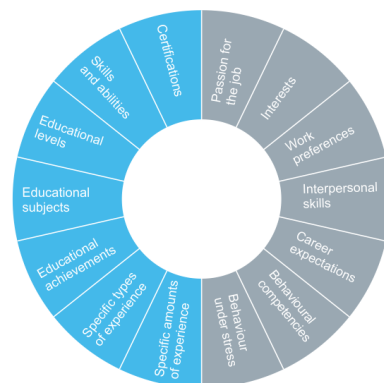 Passion for
the job
Interests
Work
preferences
Interpersonal
skills
Career
expectations
Behavioural
competencies
Behaviour
under stress
Specific amounts
of experience
Specific types
of experience
Educational
achievements
Educational
subjects
Educational
levels
Skills
and abilities
Certifications